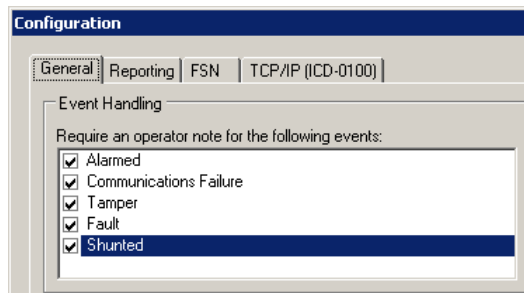 Configuration
General Reporting FSN TCP/IP (ICD-0100)
Event Handling
Require an operator note for the following events:
Alarmed
Communications Failure
Tamper
Fault
Shunted